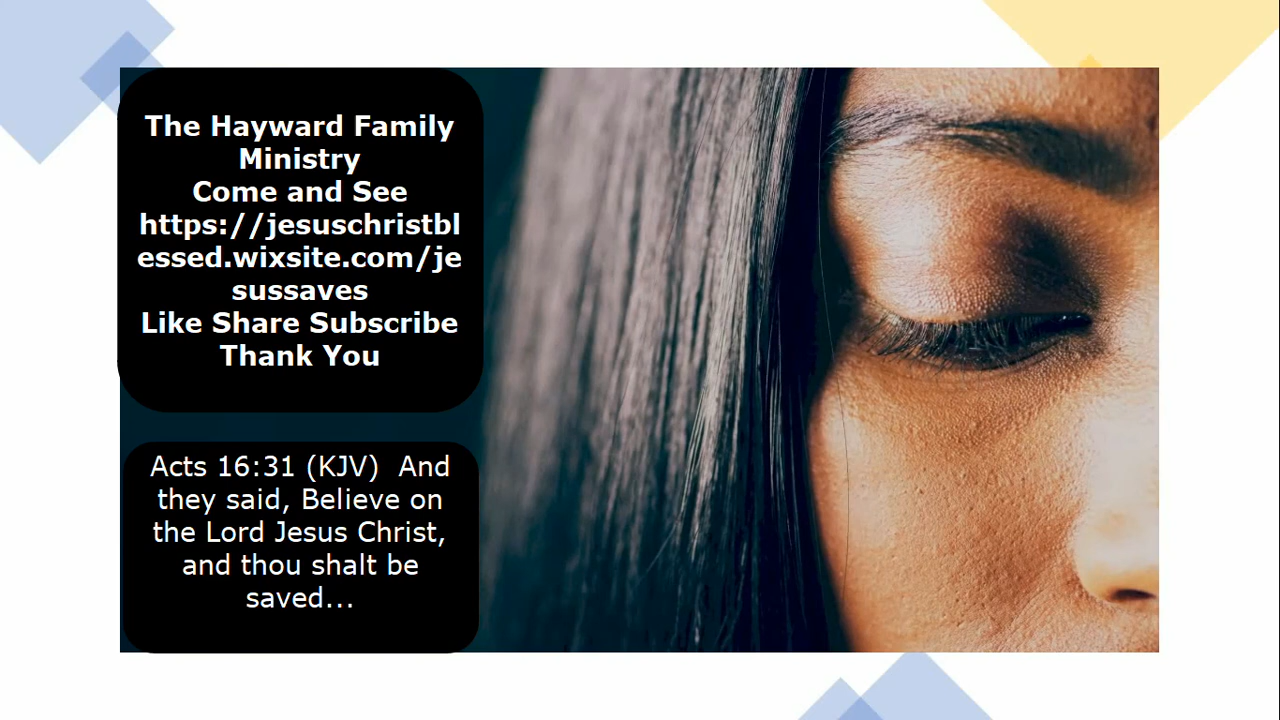 The Hayward Family
Ministry
Come and See
https://jesuschristbl
essed.wixsite.com/je
sussaves
Like Share Subscribe
Thank You
Acts 16:31 (KJV)  And
they said, Believe on
the Lord Jesus Christ,
and thou shalt be
saved...